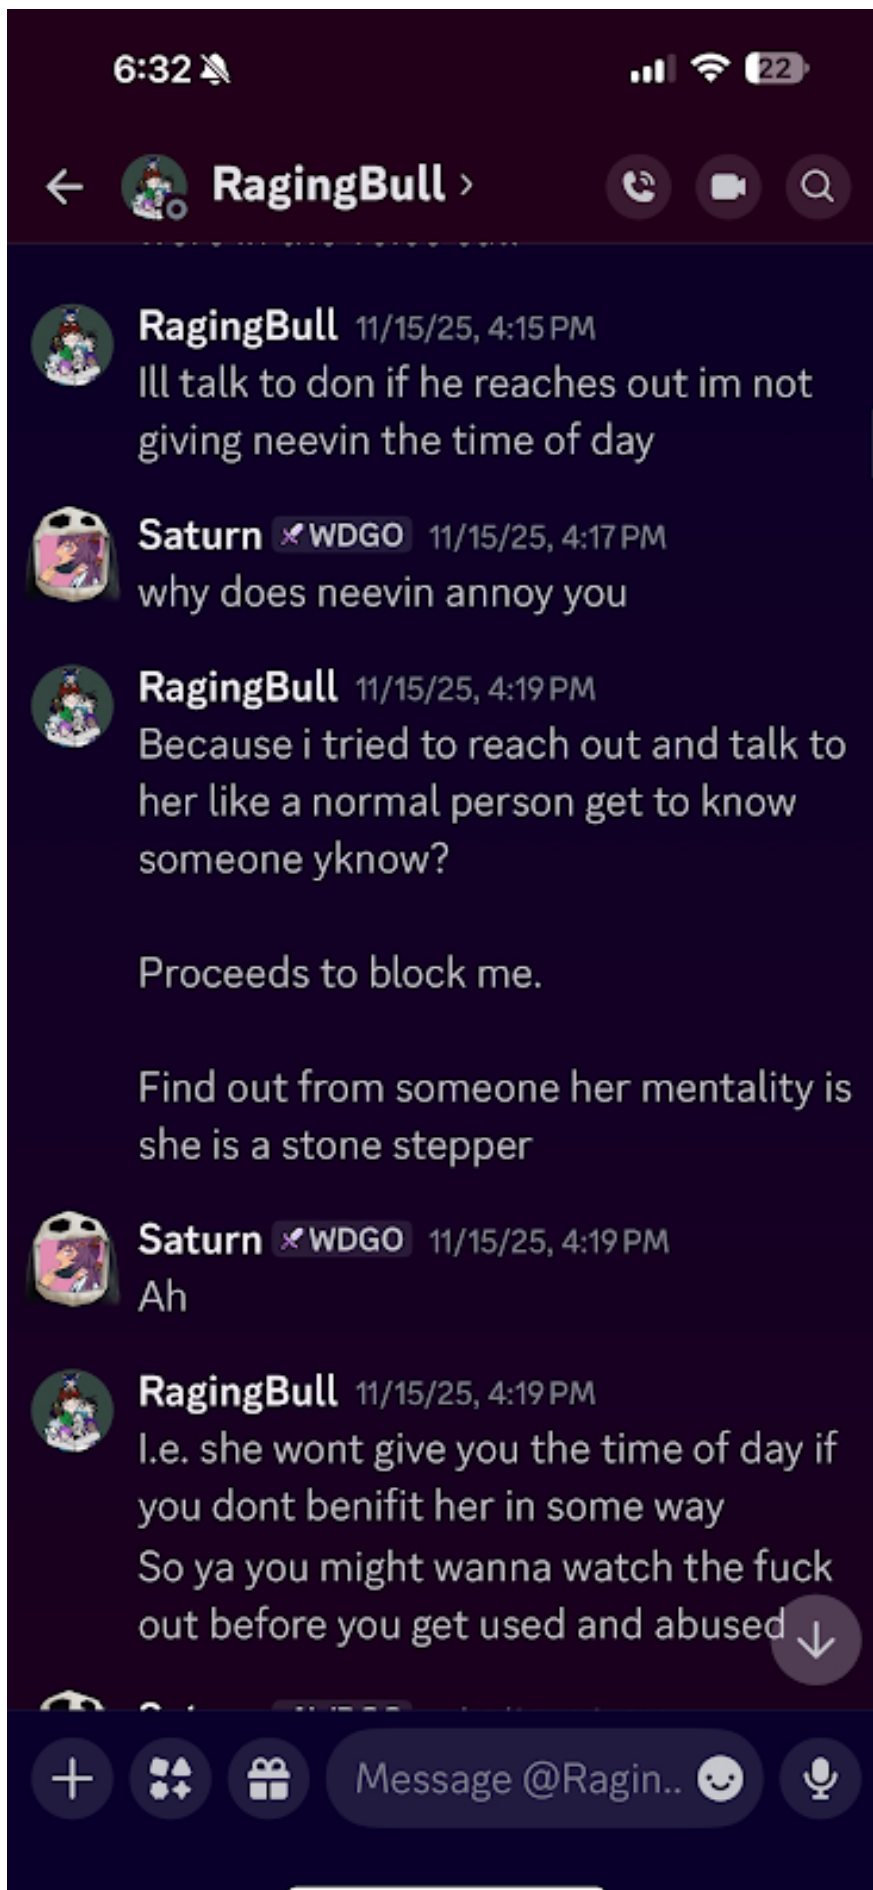 6:32
22
RagingBull
RagingBull 11/15/25, 4:15 PM
Ill talk to don if he reaches out im not
giving neevin the time of day
Saturn WDGO 11/15/25, 4:17 PM
why does neevin annoy you
RagingBull 11/15/25, 4:19 PM
Because i tried to reach out and talk to
her like a normal person get to know
someone yknow?
Proceeds to block me.
Find out from someone her mentality is
she is a stone stepper
Saturn WDGO 11/15/25, 4:19 PM
Ah
RagingBull 11/15/25, 4:19 PM
I.e. she wont give you the time of day if
you dont benifit her in some way
So ya you might wanna watch the fuck
out before you get used and abused
Message @Ragin..